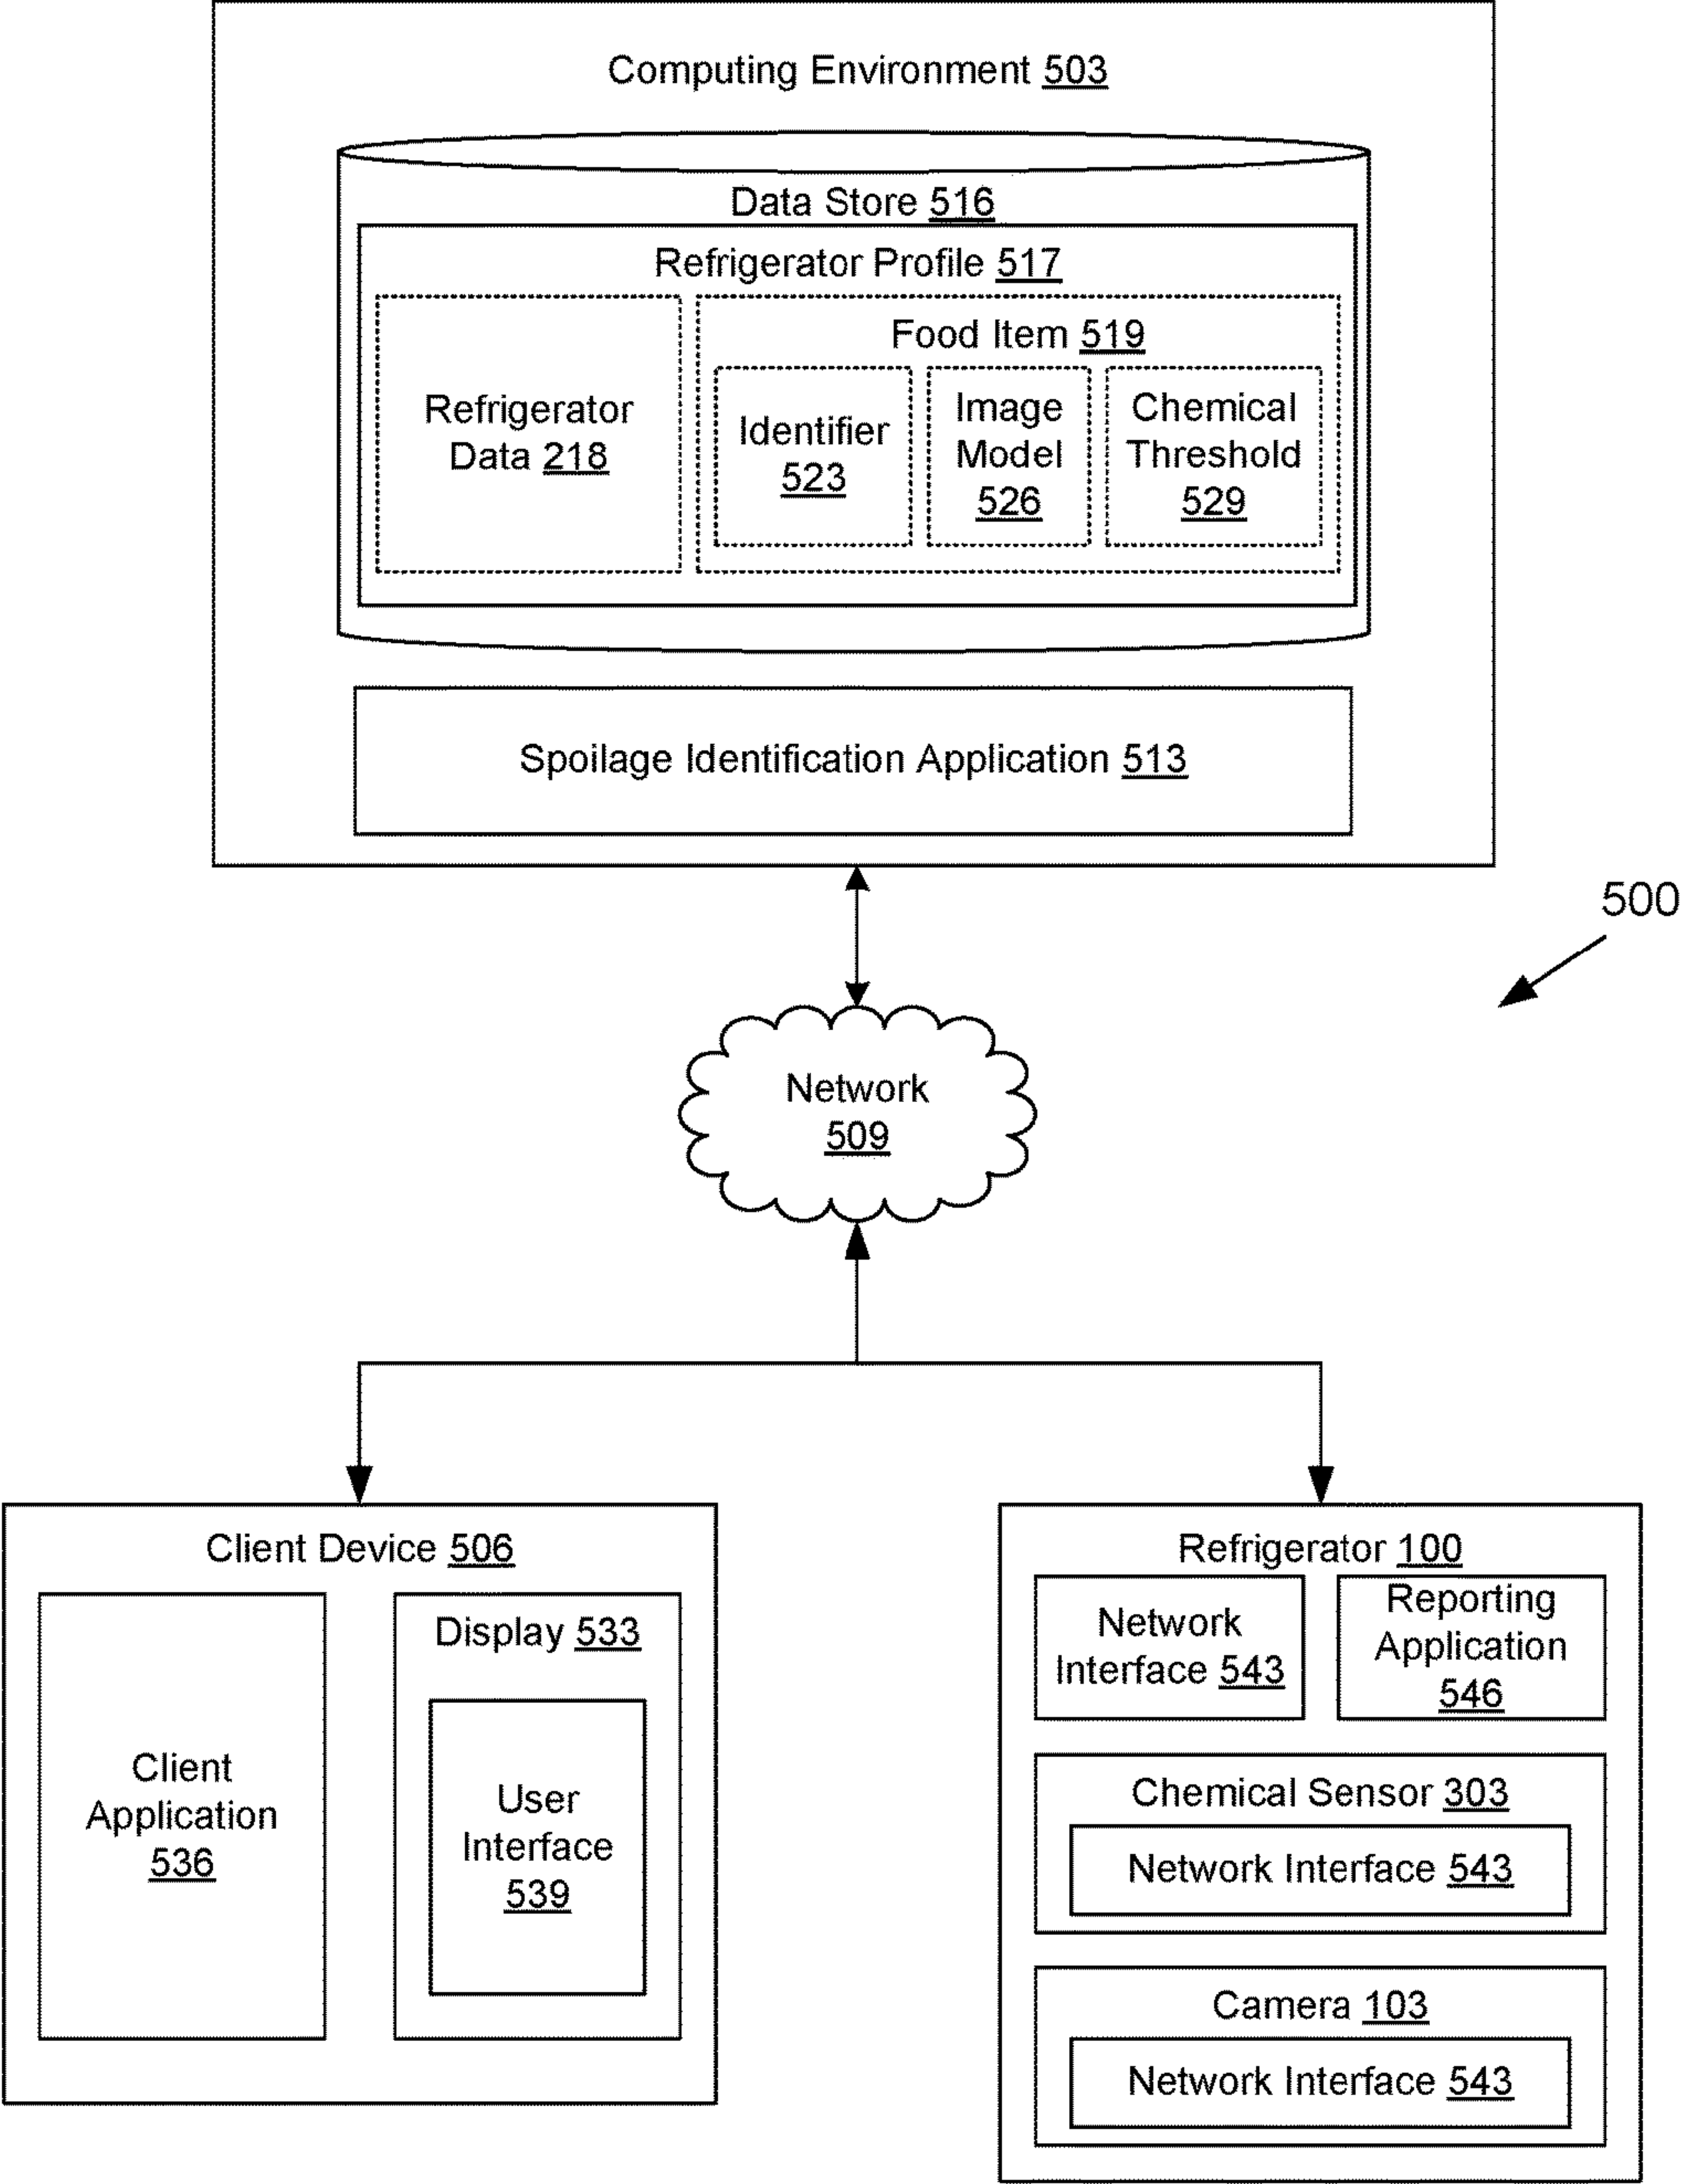 Computing Environment 503
Data Store 516
Refrigerator Profile 517
Refrigerator
Data 218
Food Item 519
Identifier
523
Image
Model
526
Chemical
Threshold
529
Spoilage Identification Application 513
500
Network
509
Client Device 506
Client
Application
536
Display 533
User
Interface
539
Refrigerator 100
Network
Interface 543
Reporting
Application
546
Chemical Sensor 303
Network Interface 543
Camera 103
Network Interface 543